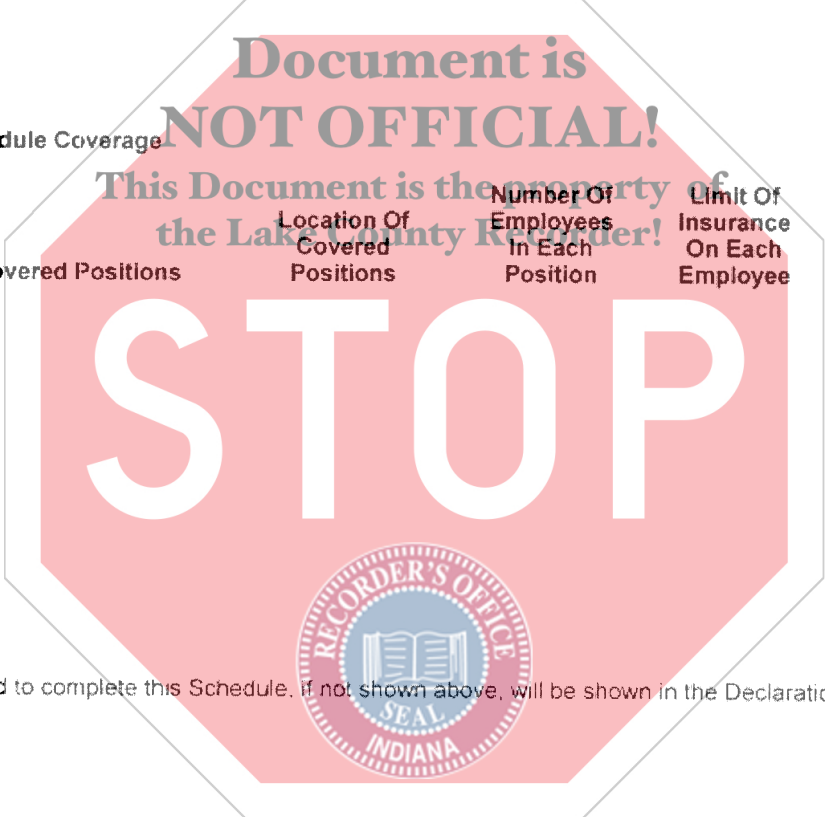 Document is
NOT OFFICIAL!
dule Coverage
This Document is the property of
the Lake County Recorder!
overed Positions
Location Of
Covered
Positions
Number Of
Employees
In Each
Position
Limit Of
Insurance
On Each
Employee
STOP
RECORDER'S OFFICE
SEAL
INDIANA
d to complete this Schedule, if not shown above, will be shown in the Declaratio